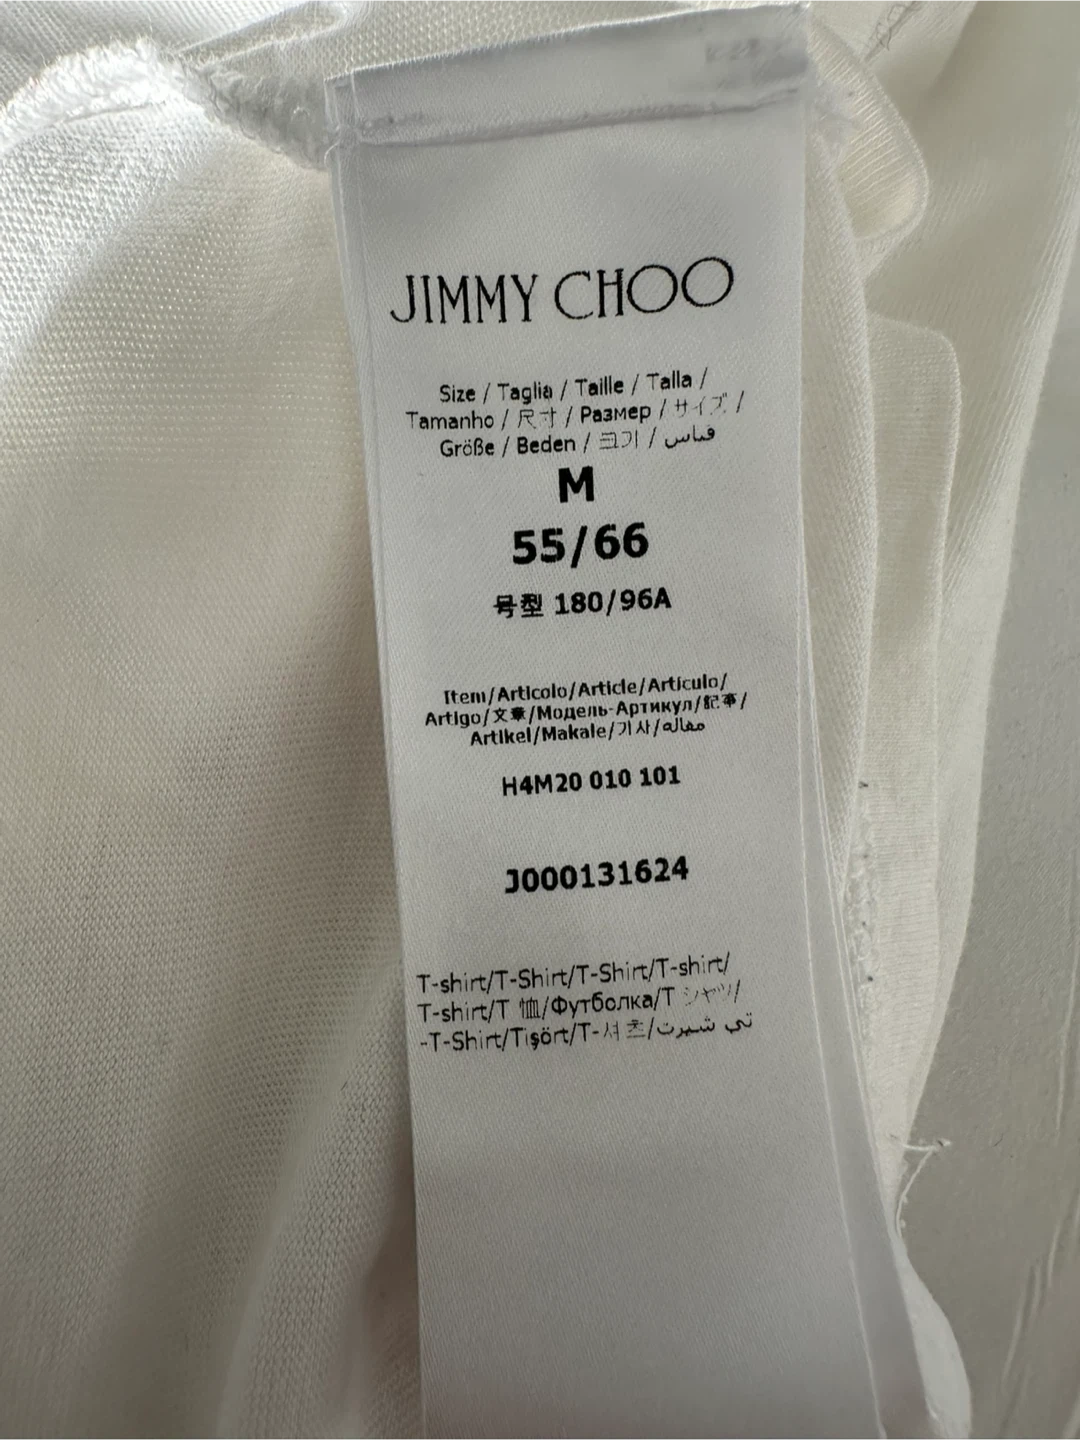 JIMMY CHOO
Size / Taglia / Taille / Talla /
Tamanho / 尺寸 / Размер / サイズ /
Größe / Beden / 크기 / قياس
M
55/66
号型 180/96A
Item/Articolo/Article/Artículo/
Artigo/文章/Модель-Артикул/記事/
Artikel/Makale/기사/مقاله
H4M20 010 101
J000131624
T-shirt/T-Shirt/T-Shirt/T-shirt/
T-shirt/T 恤/Футболка/T シャツ/
-T-Shirt/Tişört/T-셔츠/تي شيرت